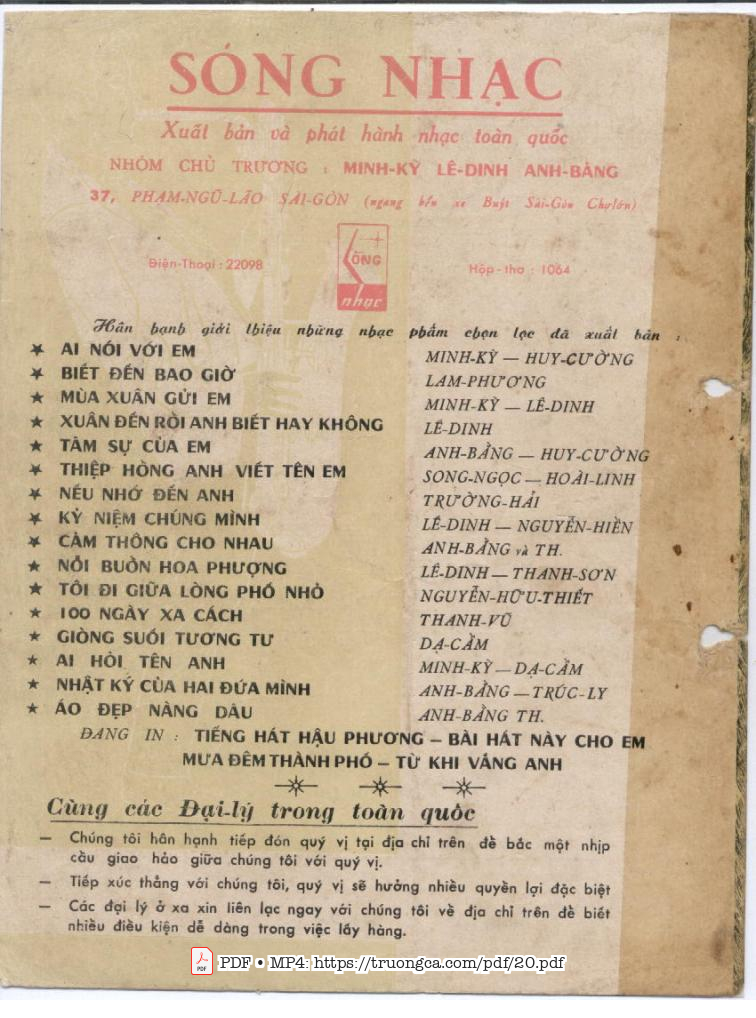 SÓNG NHẠC
Xuất bản và phát hành nhạc toàn quốc
NHÓM CHỦ TRƯƠNG : MINH-KỲ LÊ-DINH ANH-BẰNG
37, PHẠM-NGŨ-LÃO SÀI-GÒN (ngang bến xe Buýt Sài-Gòn Chợlớn)
Điện-Thoại : 22098
SÓNG
nhạc
Hộp-thơ : 1064
Hân hạnh giới thiệu những nhạc phẩm chọn lọc đã xuất bản :
★ AI NÓI VỚI EM MINH-KỲ — HUY-CƯỜNG
★ BIẾT ĐẾN BAO GIỜ LAM-PHƯƠNG
★ MÙA XUÂN GỬI EM MINH-KỲ — LÊ-DINH
★ XUÂN ĐẾN RỒI ANH BIẾT HAY KHÔNG LÊ-DINH
★ TÂM SỰ CỦA EM ANH-BẰNG — HUY-CƯỜNG
★ THIỆP HỒNG ANH VIẾT TÊN EM SONG-NGỌC — HOÀI-LINH
★ NẾU NHỚ ĐẾN ANH TRƯỜNG-HẢI
★ KỶ NIỆM CHÚNG MÌNH LÊ-DINH — NGUYỄN-HIỀN
★ CẢM THÔNG CHO NHAU ANH-BẰNG và TH.
★ NỖI BUỒN HOA PHƯỢNG LÊ-DINH — THANH-SƠN
★ TÔI ĐI GIỮA LÒNG PHỐ NHỎ NGUYỄN-HỮU-THIẾT
★ 100 NGÀY XA CÁCH THANH-VŨ
★ GIÒNG SUỐI TƯƠNG TƯ DẠ-CẦM
★ AI HỎI TÊN ANH MINH-KỲ — DẠ-CẦM
★ NHẬT KÝ CỦA HAI ĐỨA MÌNH ANH-BẰNG — TRÚC-LY
★ ÁO ĐẸP NÀNG DÂU ANH-BẰNG TH.
ĐANG IN : TIẾNG HÁT HẬU PHƯƠNG — BÀI HÁT NÀY CHO EM
MƯA ĐÊM THÀNH PHỐ — TỪ KHI VẮNG ANH
Cùng các Đại-lý trong toàn quốc
— Chúng tôi hân hạnh tiếp đón quý vị tại địa chỉ trên để bắc một nhịp
cầu giao hảo giữa chúng tôi với quý vị.
— Tiếp xúc thẳng với chúng tôi, quý vị sẽ hưởng nhiều quyền lợi đặc biệt
— Các đại lý ở xa xin liên lạc ngay với chúng tôi về địa chỉ trên để biết
nhiều điều kiện dễ dàng trong việc lấy hàng.
PDF PDF • MP4: https://truongca.com/pdf/20.pdf